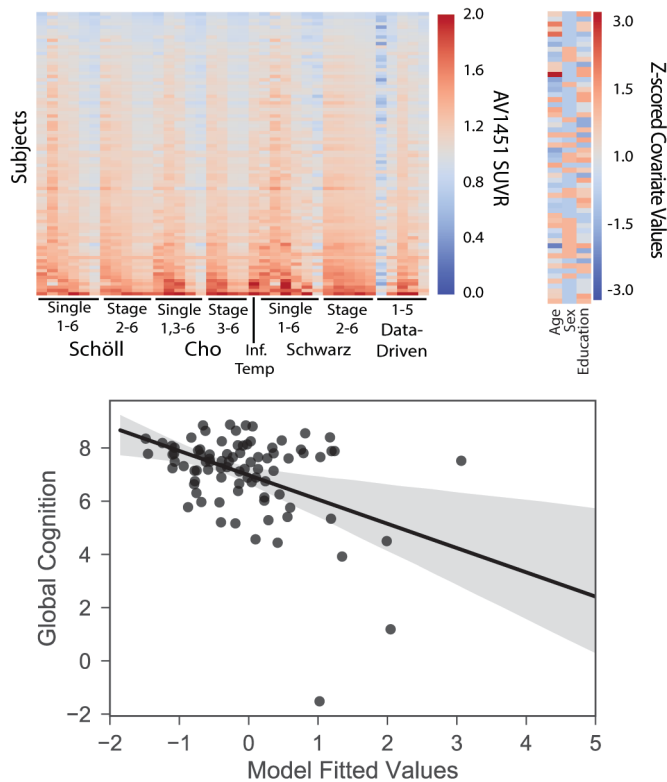 Subjects
2.0
1.6
1.2
0.8
0.4
0.0
AV1451 SUVR
Single
1-6
Stage
2-6
Single
1,3-6
Stage
3-6
Inf.
Temp
Single
1-6
Stage
2-6
1-5
Data-
Driven
Schöll
Cho
Schwarz
3.0
1.5
1.0
-1.5
-3.0
Z-scored Covariate Values
Age
Sex
Education
Global Cognition
8
6
4
2
0
−2
−2
−1
0
1
2
3
4
5
Model Fitted Values